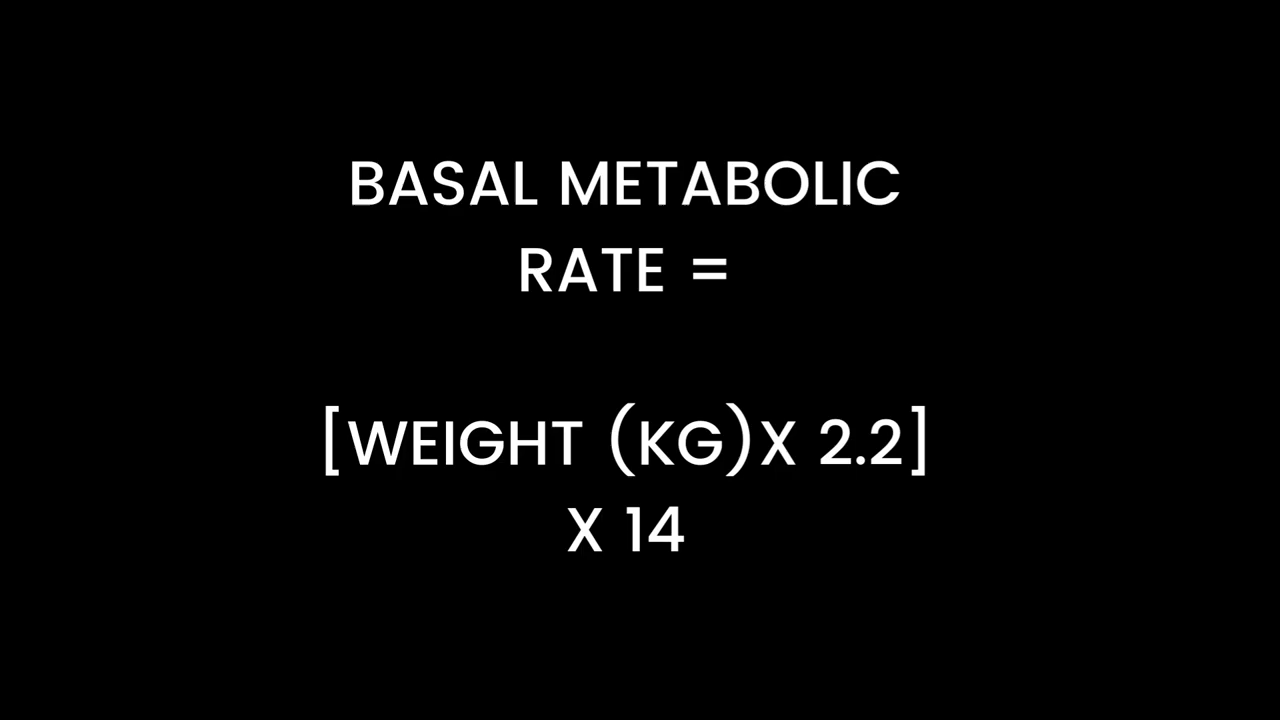 BASAL METABOLIC
RATE =
[WEIGHT (KG)X 2.2]
X 14